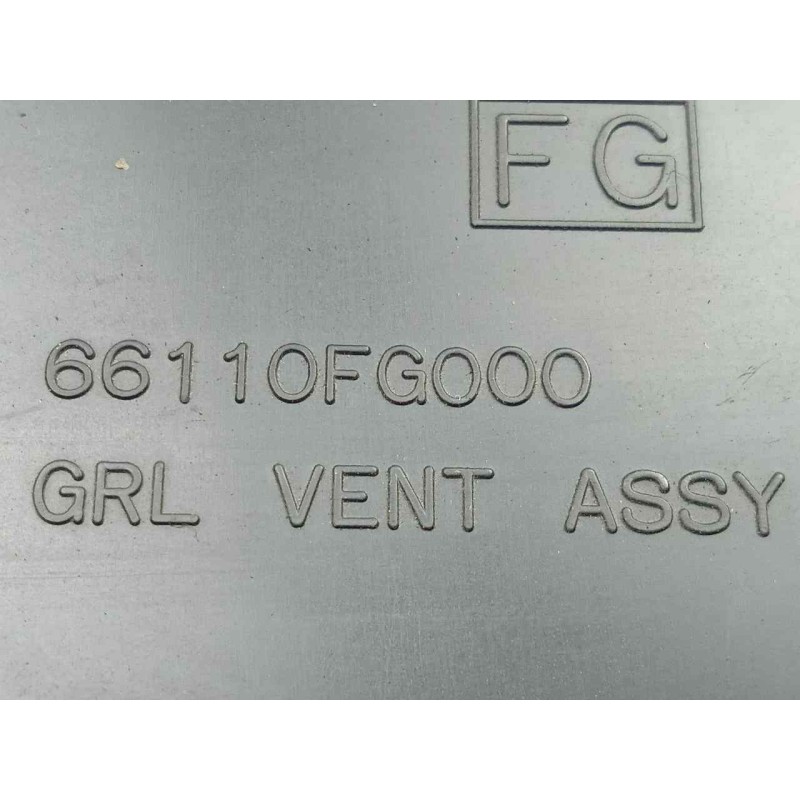 FG
66110FG000
GRL VENT ASSY